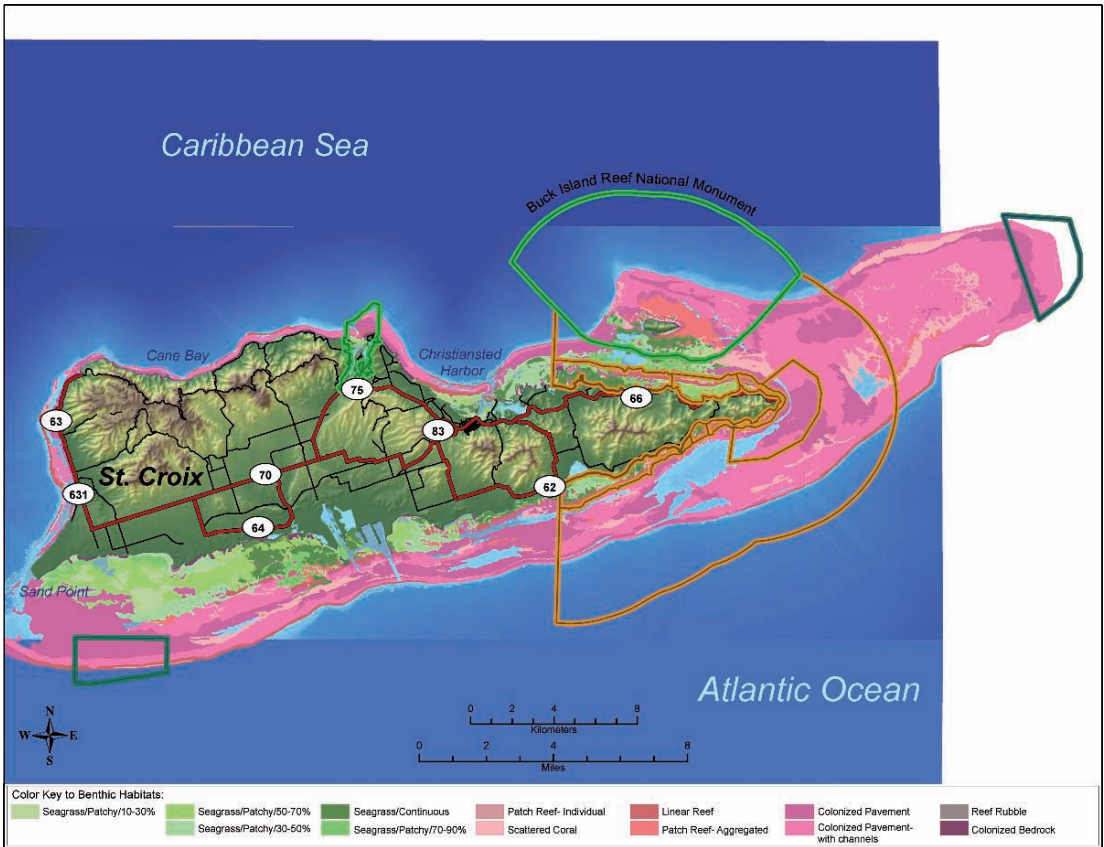 Caribbean Sea
Buck Island Reef National Monument
Cane Bay
Christiansted
Harbor
75
66
63
83
St. Croix
70
631
62
64
Sand Point
Atlantic Ocean
N
W E
S
0 2 4 8
Kilometers
0 2 4 8
Miles
Color Key to Benthic Habitats:
Seagrass/Patchy/10-30% Seagrass/Patchy/50-70% Seagrass/Continuous Patch Reef- Individual Linear Reef Colonized Pavement Reef Rubble
Seagrass/Patchy/30-50% Seagrass/Patchy/70-90% Scattered Coral Patch Reef- Aggregated Colonized Pavement- Colonized Bedrock
with channels